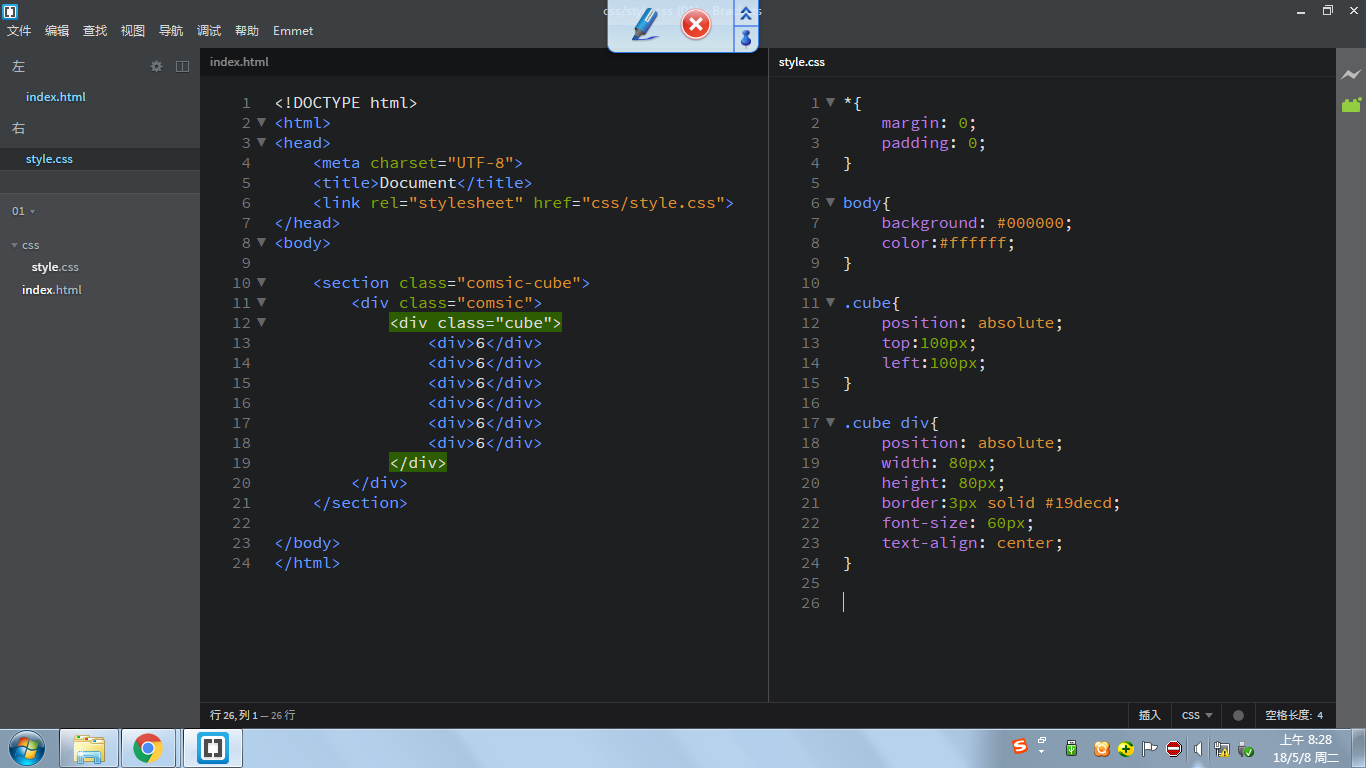 文件 编辑 查找 视图 导航 调试 帮助 Emmet
左
index.html
右
style.css
01
css
style.css
index.html
index.html
1 <!DOCTYPE html>
2 <html>
3 <head>
4 <meta charset="UTF-8">
5 <title>Document</title>
6 <link rel="stylesheet" href="css/style.css">
7 </head>
8 <body>
9
10 <section class="comsic-cube">
11 <div class="comsic">
12 <div class="cube">
13 <div>6</div>
14 <div>6</div>
15 <div>6</div>
16 <div>6</div>
17 <div>6</div>
18 <div>6</div>
19 </div>
20 </div>
21 </section>
22
23 </body>
24 </html>
style.css
1 *{
2 margin: 0;
3 padding: 0;
4 }
5
6 body{
7 background: #000000;
8 color:#ffffff;
9 }
10
11 .cube{
12 position: absolute;
13 top:100px;
14 left:100px;
15 }
16
17 .cube div{
18 position: absolute;
19 width: 80px;
20 height: 80px;
21 border:3px solid #19decd;
22 font-size: 60px;
23 text-align: center;
24 }
25
26
行 26, 列 1 — 26 行
插入 CSS 空格长度: 4
上午 8:28
18/5/8 周二